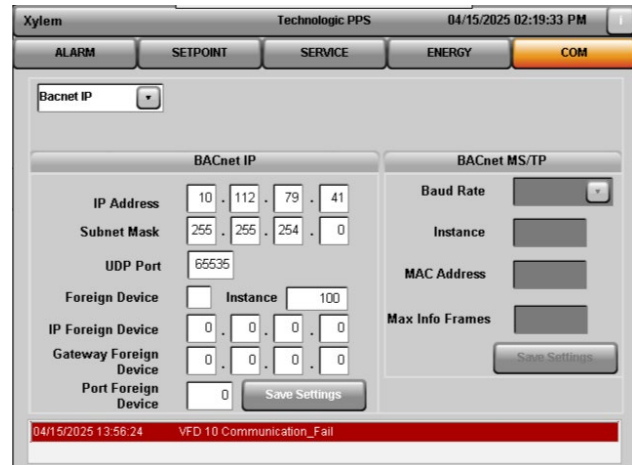 Xylem Technologic PPS 04/15/2025 02:19:33 PM
ALARM SETPOINT SERVICE ENERGY COM
Bacnet IP
BACnet IP
IP Address 10 . 112 . 79 . 41
Subnet Mask 255 . 255 . 254 . 0
UDP Port 65535
Foreign Device Instance 100
IP Foreign Device 0 . 0 . 0 . 0
Gateway Foreign
Device 0 . 0 . 0 . 0
Port Foreign
Device 0 Save Settings
BACnet MS/TP
Baud Rate
Instance
MAC Address
Max Info Frames
Save Settings
04/15/2025 13:56:24 VFD 10 Communication_Fail